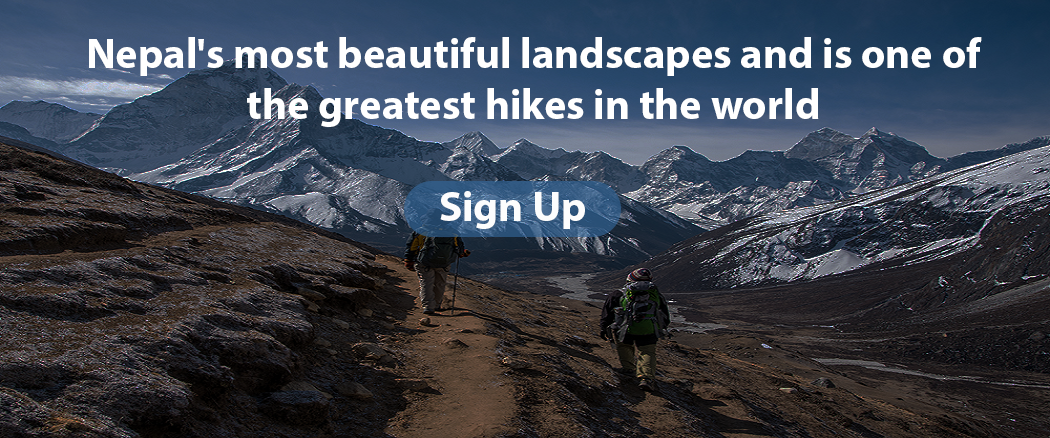 Nepal's most beautiful landscapes and is one of
the greatest hikes in the world
Sign Up